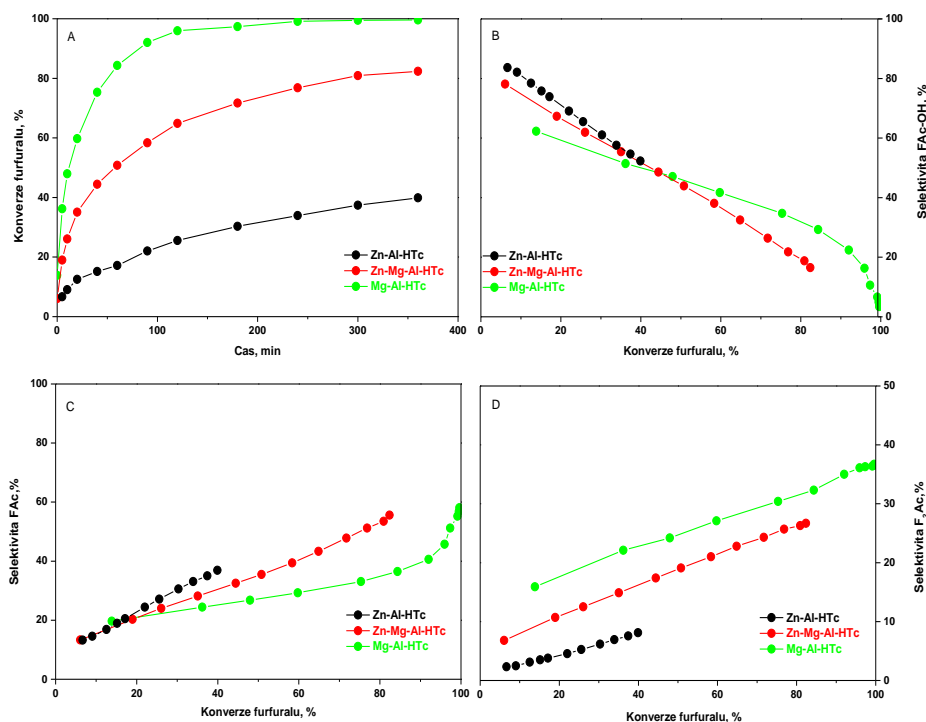 A
100
80
60
40
20
0
Konverze furfuralu, %
0 100 200 300 400
Cas, min
Zn-Al-HTc
Zn-Mg-Al-HTc
Mg-Al-HTc
B
100
80
60
40
20
0
Selektivita FAc-OH, %
0 20 40 60 80 100
Konverze furfuralu, %
Zn-Al-HTc
Zn-Mg-Al-HTc
Mg-Al-HTc
C
100
80
60
40
20
0
Selektivita FAc,%
0 20 40 60 80 100
Konverze furfuralu, %
Zn-Al-HTc
Zn-Mg-Al-HTc
Mg-Al-HTc
D
50
40
30
20
10
0
Selektivita F₂Ac,%
0 20 40 60 80 100
Konverze furfuralu, %
Zn-Al-HTc
Zn-Mg-Al-HTc
Mg-Al-HTc